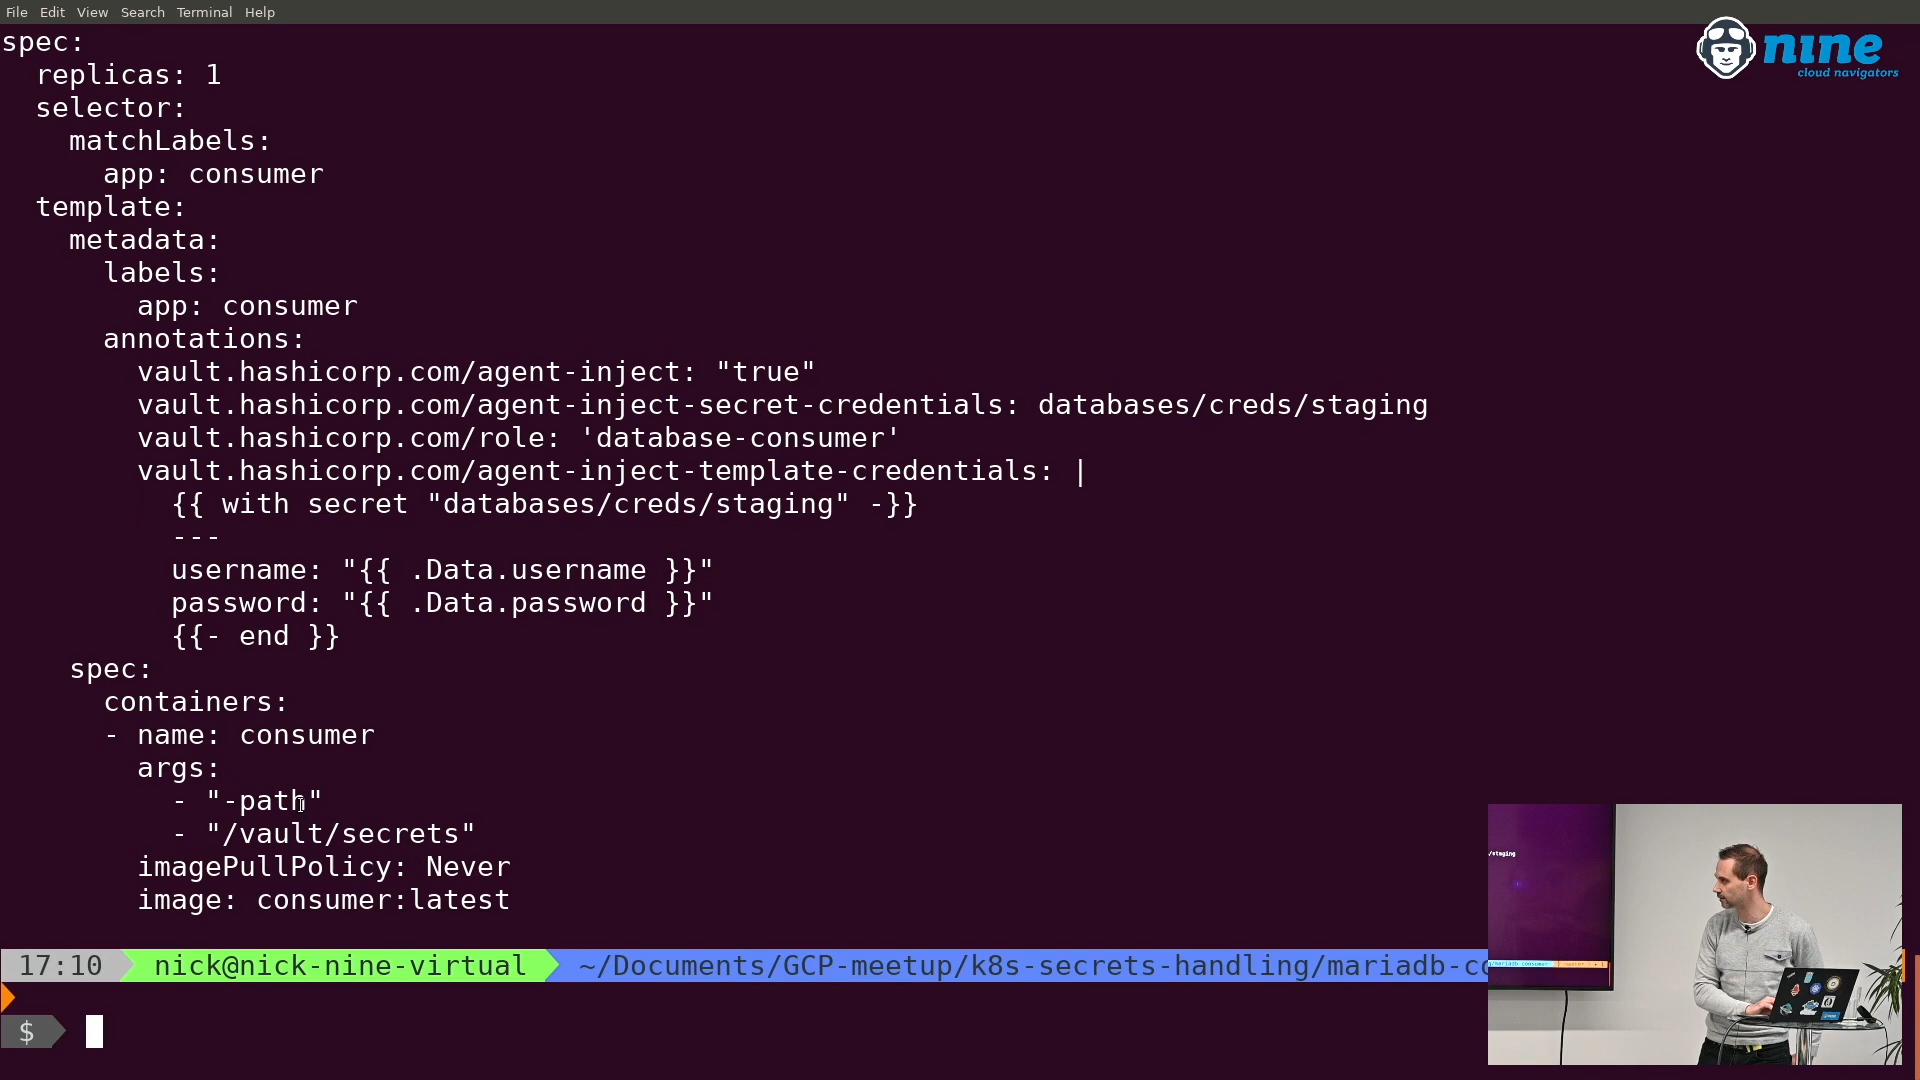 File Edit View Search Terminal Help
nine
cloud navigators
spec:
  replicas: 1
  selector:
    matchLabels:
      app: consumer
  template:
    metadata:
      labels:
        app: consumer
      annotations:
        vault.hashicorp.com/agent-inject: "true"
        vault.hashicorp.com/agent-inject-secret-credentials: databases/creds/staging
        vault.hashicorp.com/role: 'database-consumer'
        vault.hashicorp.com/agent-inject-template-credentials: |
          {{ with secret "databases/creds/staging" -}}
          ---
          username: "{{ .Data.username }}"
          password: "{{ .Data.password }}"
          {{- end }}
    spec:
      containers:
      - name: consumer
        args:
          - "-path"
          - "/vault/secrets"
        imagePullPolicy: Never
        image: consumer:latest
17:10 nick@nick-nine-virtual ~/Documents/GCP-meetup/k8s-secrets-handling/mariadb-co
$
/staging